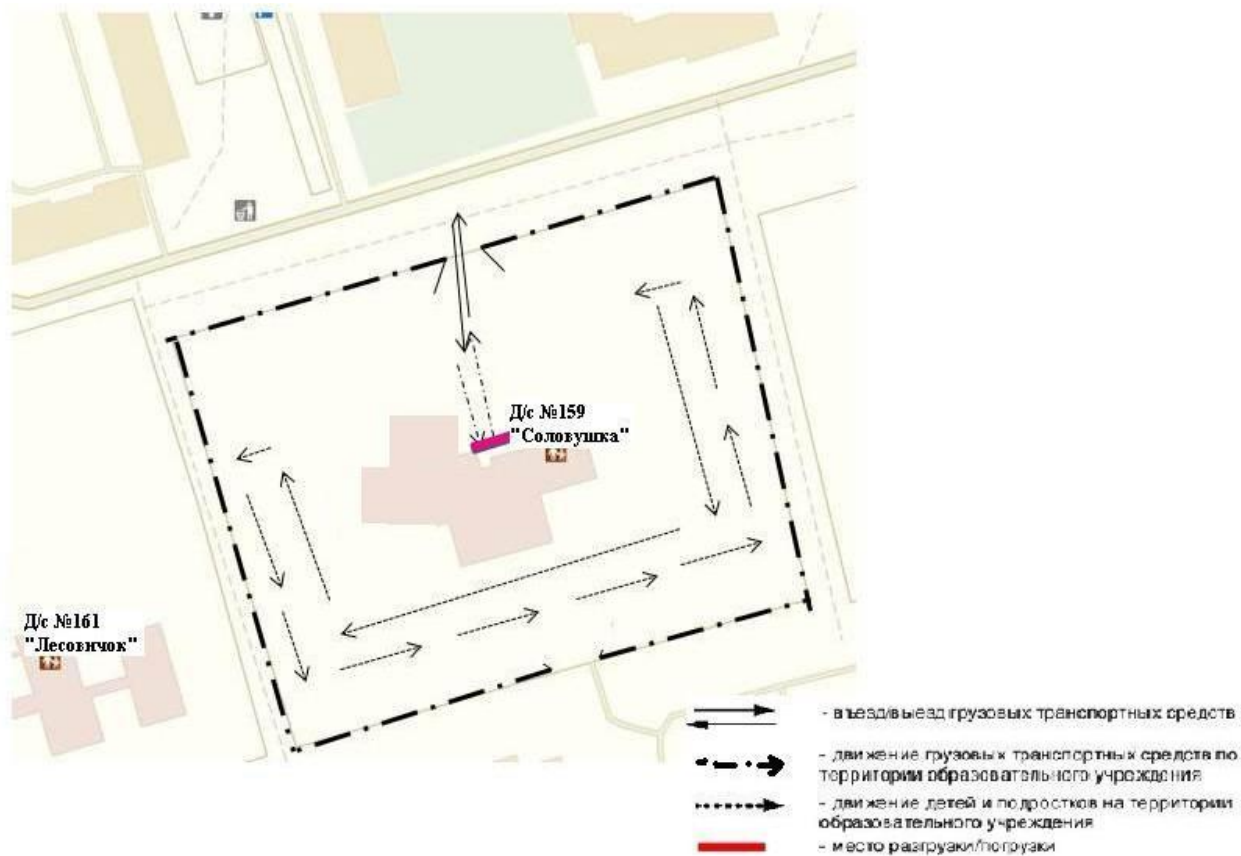 Д/с №159
"Соловушка"
Д/с №161
"Лесовичок"
- въезд/выезд грузовых транспортных средств
- движение грузовых транспортных средств по
территории образовательного учреждения
- движение детей и подростков на территории
образовательного учреждения
- место разгрузки/погрузки